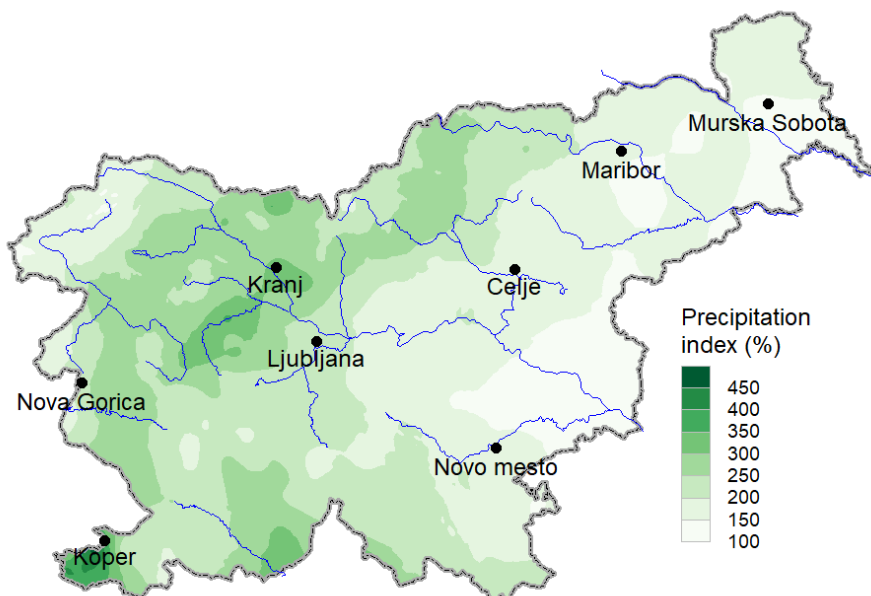 Murska Sobota
Maribor
Kranj
Celje
Ljubljana
Nova Gorica
Novo mesto
Koper
Precipitation
index (%)
450
400
350
300
250
200
150
100